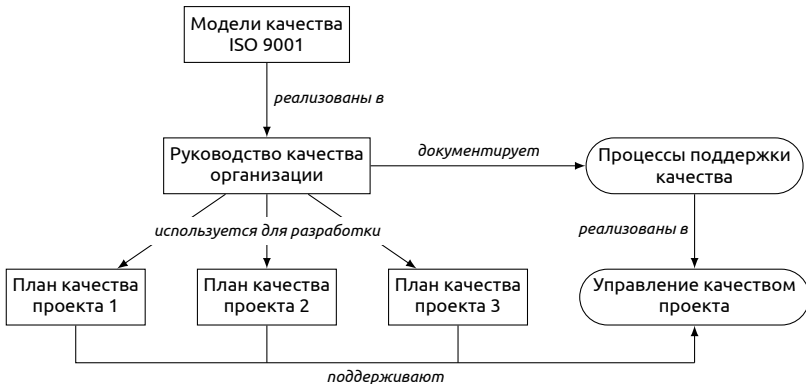 Модели качества
ISO 9001
реализованы в
Руководство качества
организации
документирует
Процессы поддержки
качества
используется для разработки
реализованы в
План качества
проекта 1
План качества
проекта 2
План качества
проекта 3
Управление качеством
проекта
поддерживают